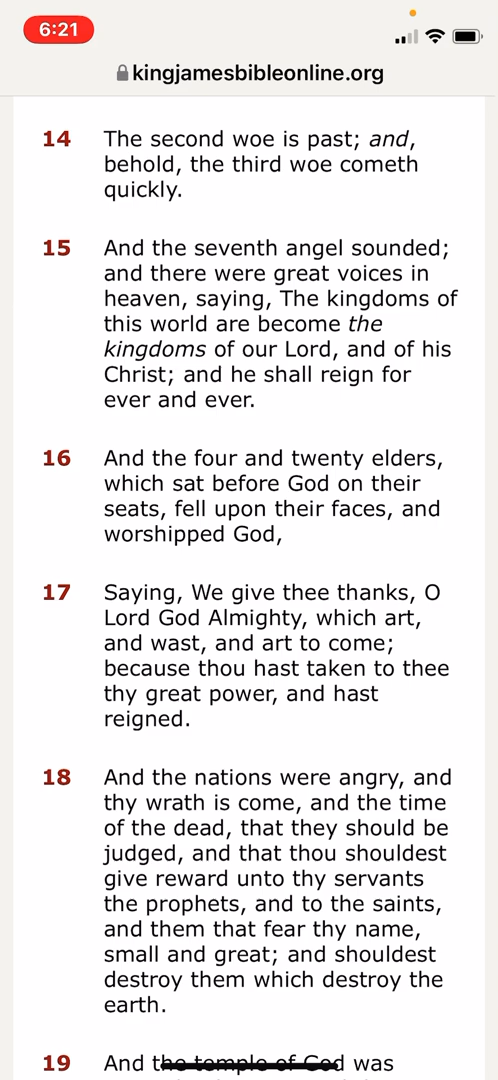 6:21
kingjamesbibleonline.org
14 The second woe is past; and,
behold, the third woe cometh
quickly.
15 And the seventh angel sounded;
and there were great voices in
heaven, saying, The kingdoms of
this world are become the
kingdoms of our Lord, and of his
Christ; and he shall reign for
ever and ever.
16 And the four and twenty elders,
which sat before God on their
seats, fell upon their faces, and
worshipped God,
17 Saying, We give thee thanks, O
Lord God Almighty, which art,
and wast, and art to come;
because thou hast taken to thee
thy great power, and hast
reigned.
18 And the nations were angry, and
thy wrath is come, and the time
of the dead, that they should be
judged, and that thou shouldest
give reward unto thy servants
the prophets, and to the saints,
and them that fear thy name,
small and great; and shouldest
destroy them which destroy the
earth.
19 And the temple of God was